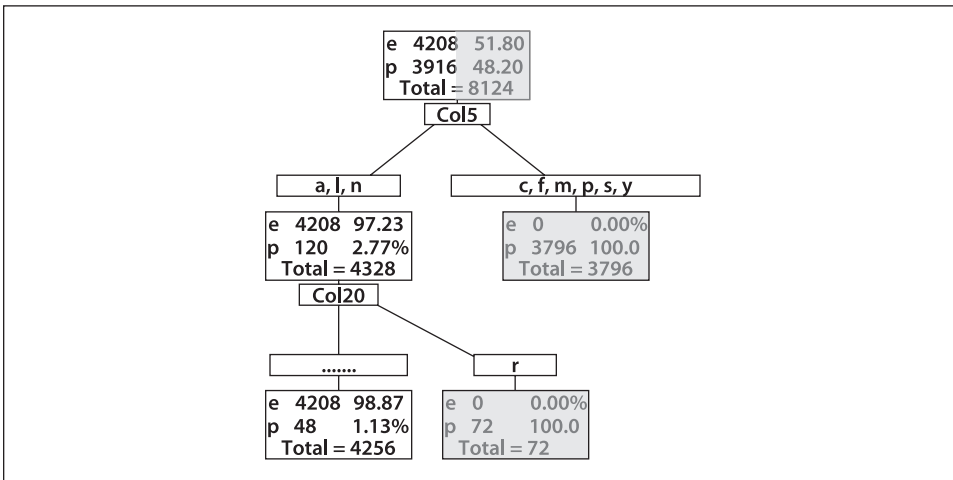 e 4208 51.80
p 3916 48.20
Total = 8124
Col5
a, l, n
c, f, m, p, s, y
e 4208 97.23
p 120 2.77%
Total = 4328
e 0 0.00%
p 3796 100.0
Total = 3796
Col20
.......
r
e 4208 98.87
p 48 1.13%
Total = 4256
e 0 0.00%
p 72 100.0
Total = 72